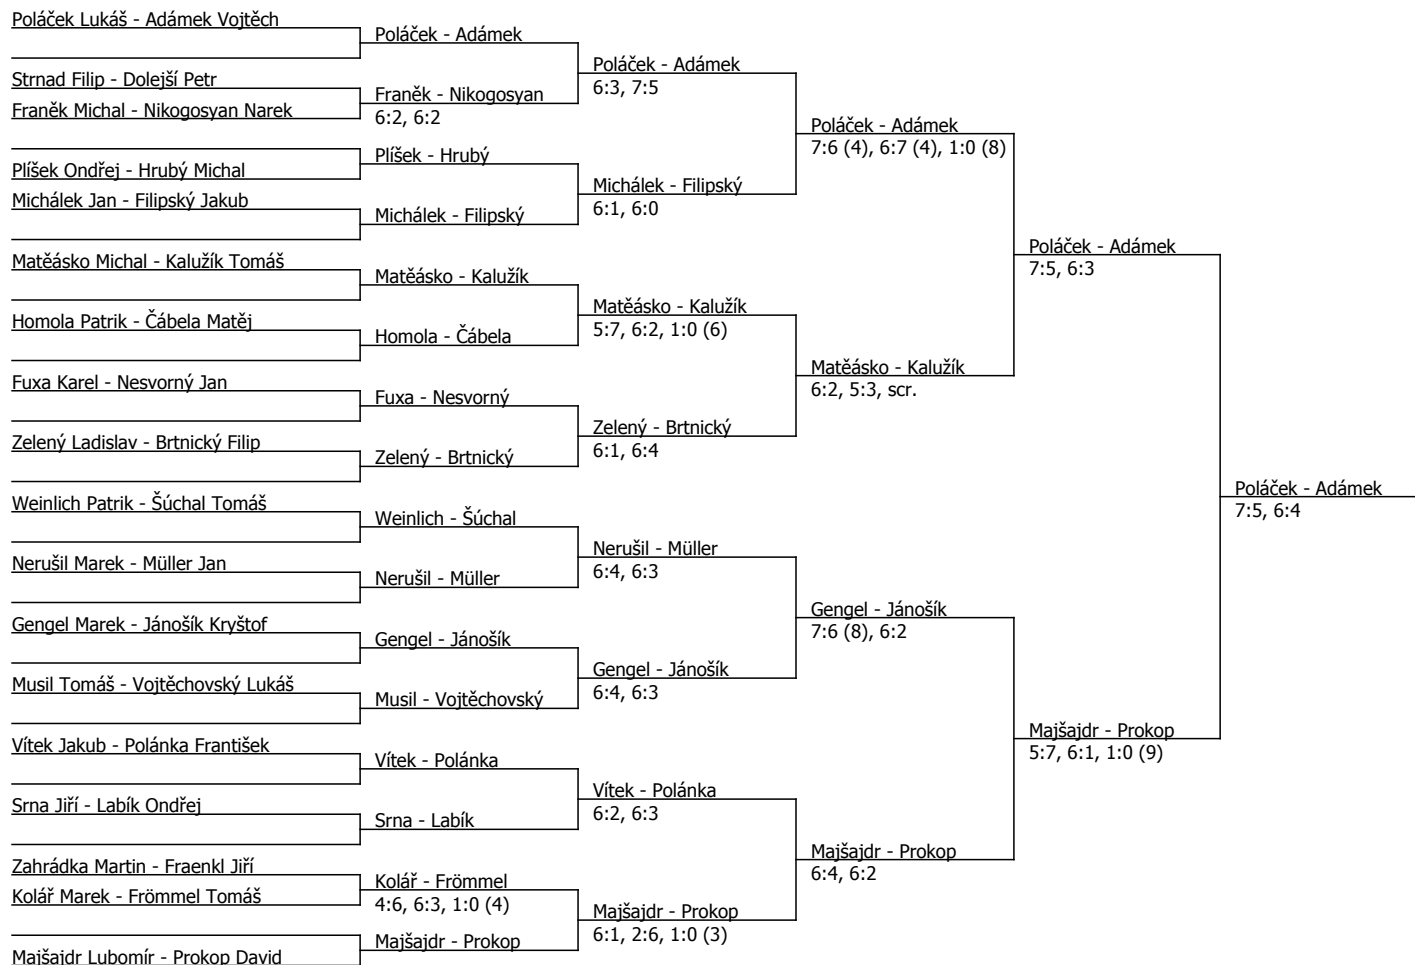 Poláček Lukáš - Adámek Vojtěch
Strnad Filip - Dolejší Petr
Franěk Michal - Nikogosyan Narek
Plíšek Ondřej - Hrubý Michal
Michálek Jan - Filipský Jakub
Matěásko Michal - Kalužík Tomáš
Homola Patrik - Čábela Matěj
Fuxa Karel - Nesvorný Jan
Zelený Ladislav - Brtnický Filip
Weinlich Patrik - Šúchal Tomáš
Nerušil Marek - Müller Jan
Gengel Marek - Jánošík Kryštof
Musil Tomáš - Vojtěchovský Lukáš
Vítek Jakub - Polánka František
Srna Jiří - Labík Ondřej
Zahrádka Martin - Fraenkl Jiří
Kolář Marek - Frömmel Tomáš
Majšajdr Lubomír - Prokop David
Poláček - Adámek
Franěk - Nikogosyan
6:2, 6:2
Plíšek - Hrubý
Michálek - Filipský
Matěásko - Kalužík
Homola - Čábela
Fuxa - Nesvorný
Zelený - Brtnický
Weinlich - Šúchal
Nerušil - Müller
Gengel - Jánošík
Musil - Vojtěchovský
Vítek - Polánka
Srna - Labík
Kolář - Frömmel
4:6, 6:3, 1:0 (4)
Majšajdr - Prokop
Poláček - Adámek
6:3, 7:5
Michálek - Filipský
6:1, 6:0
Matěásko - Kalužík
5:7, 6:2, 1:0 (6)
Zelený - Brtnický
6:1, 6:4
Nerušil - Müller
6:4, 6:3
Gengel - Jánošík
6:4, 6:3
Vítek - Polánka
6:2, 6:3
Majšajdr - Prokop
6:1, 2:6, 1:0 (3)
Poláček - Adámek
7:6 (4), 6:7 (4), 1:0 (8)
Matěásko - Kalužík
6:2, 5:3, scr.
Gengel - Jánošík
7:6 (8), 6:2
Majšajdr - Prokop
6:4, 6:2
Poláček - Adámek
7:5, 6:3
Majšajdr - Prokop
5:7, 6:1, 1:0 (9)
Poláček - Adámek
7:5, 6:4